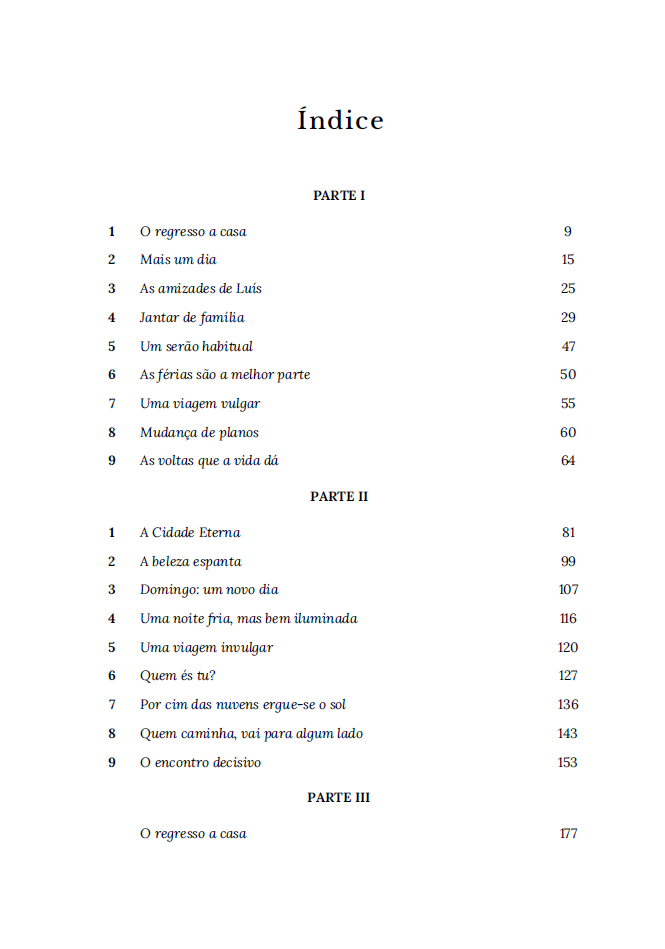 Índice
PARTE I
1 O regresso a casa 9
2 Mais um dia 15
3 As amizades de Luís 25
4 Jantar de família 29
5 Um serão habitual 47
6 As férias são a melhor parte 50
7 Uma viagem vulgar 55
8 Mudança de planos 60
9 As voltas que a vida dá 64
PARTE II
1 A Cidade Eterna 81
2 A beleza espanta 99
3 Domingo: um novo dia 107
4 Uma noite fria, mas bem iluminada 116
5 Uma viagem invulgar 120
6 Quem és tu? 127
7 Por cim das nuvens ergue-se o sol 136
8 Quem caminha, vai para algum lado 143
9 O encontro decisivo 153
PARTE III
O regresso a casa 177